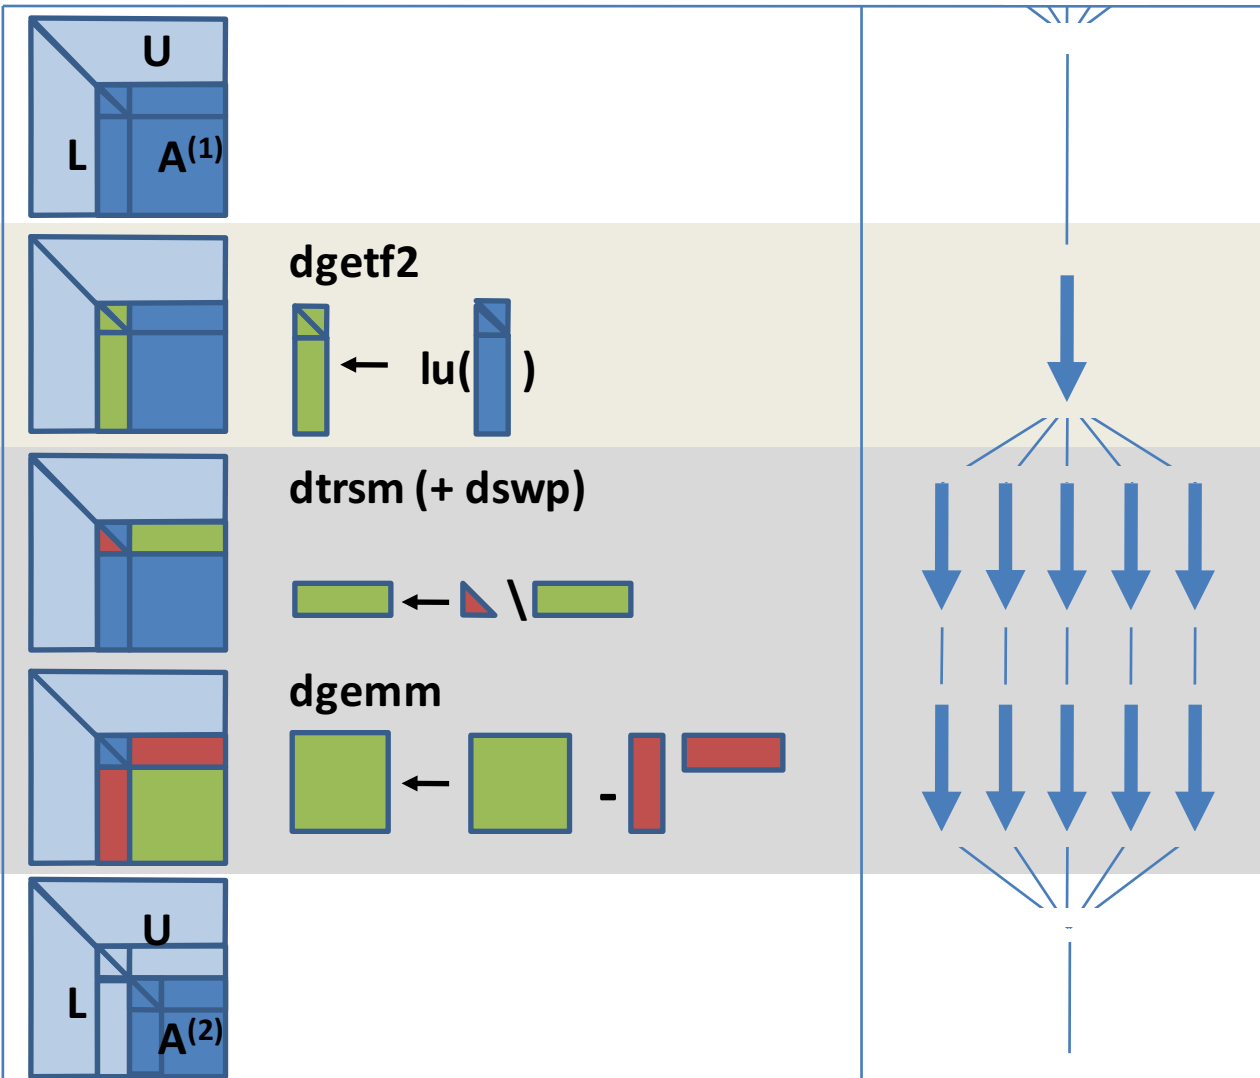 U
L
A(1)
dgetf2
lu( )
dtrsm (+ dswp)
\
dgemm
-
U
L
A(2)